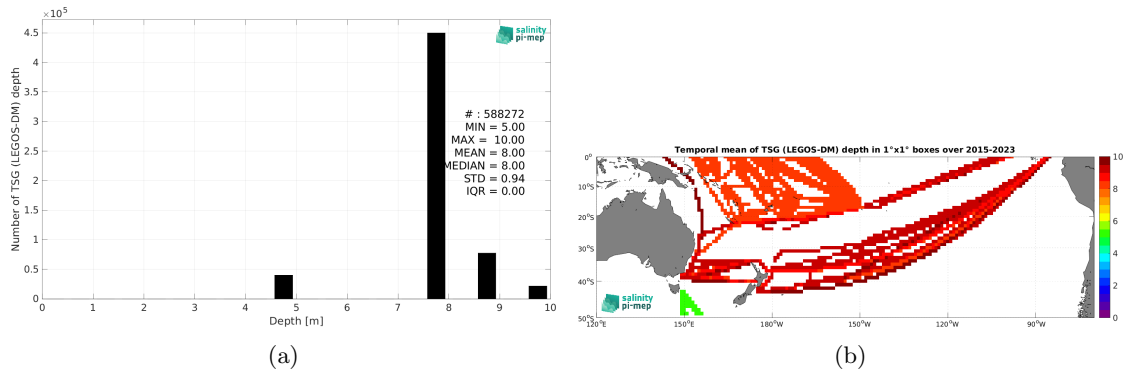 ×10⁵
4.5
4
3.5
3
2.5
2
1.5
1
0.5
0
Number of TSG (LEGOS-DM) depth
salinity
pi-mep
# : 588272
MIN = 5.00
MAX = 10.00
MEAN = 8.00
MEDIAN = 8.00
STD = 0.94
IQR = 0.00
0 1 2 3 4 5 6 7 8 9 10
Depth [m]
(a)
Temporal mean of TSG (LEGOS-DM) depth in 1°x1° boxes over 2015-2023
0°
10°S
20°S
30°S
40°S
50°S
salinity
pi-mep
120°E 150°E 180°W 150°W 120°W 90°W
10
8
6
4
2
0
(b)